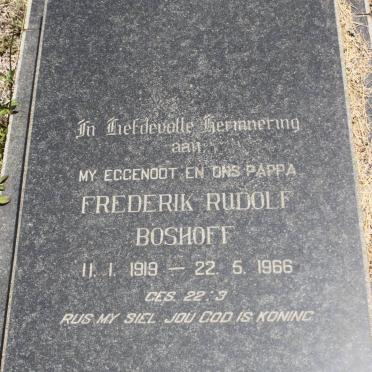 In Liefdevolle Herinnering
aan
MY EGGENOOT EN ONS PAPPA
FREDERIK RUDOLF
BOSHOFF
11. 1. 1919 — 22. 5. 1966
GES. 22:3
RUS MY SIEL JOU GOD IS KONING